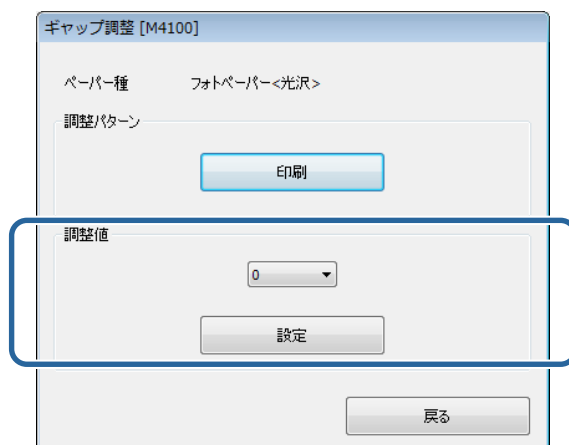 ギャップ調整 [M4100]
ペーパー種 フォトペーパー<光沢>
調整パターン
印刷
調整値
0
設定
戻る